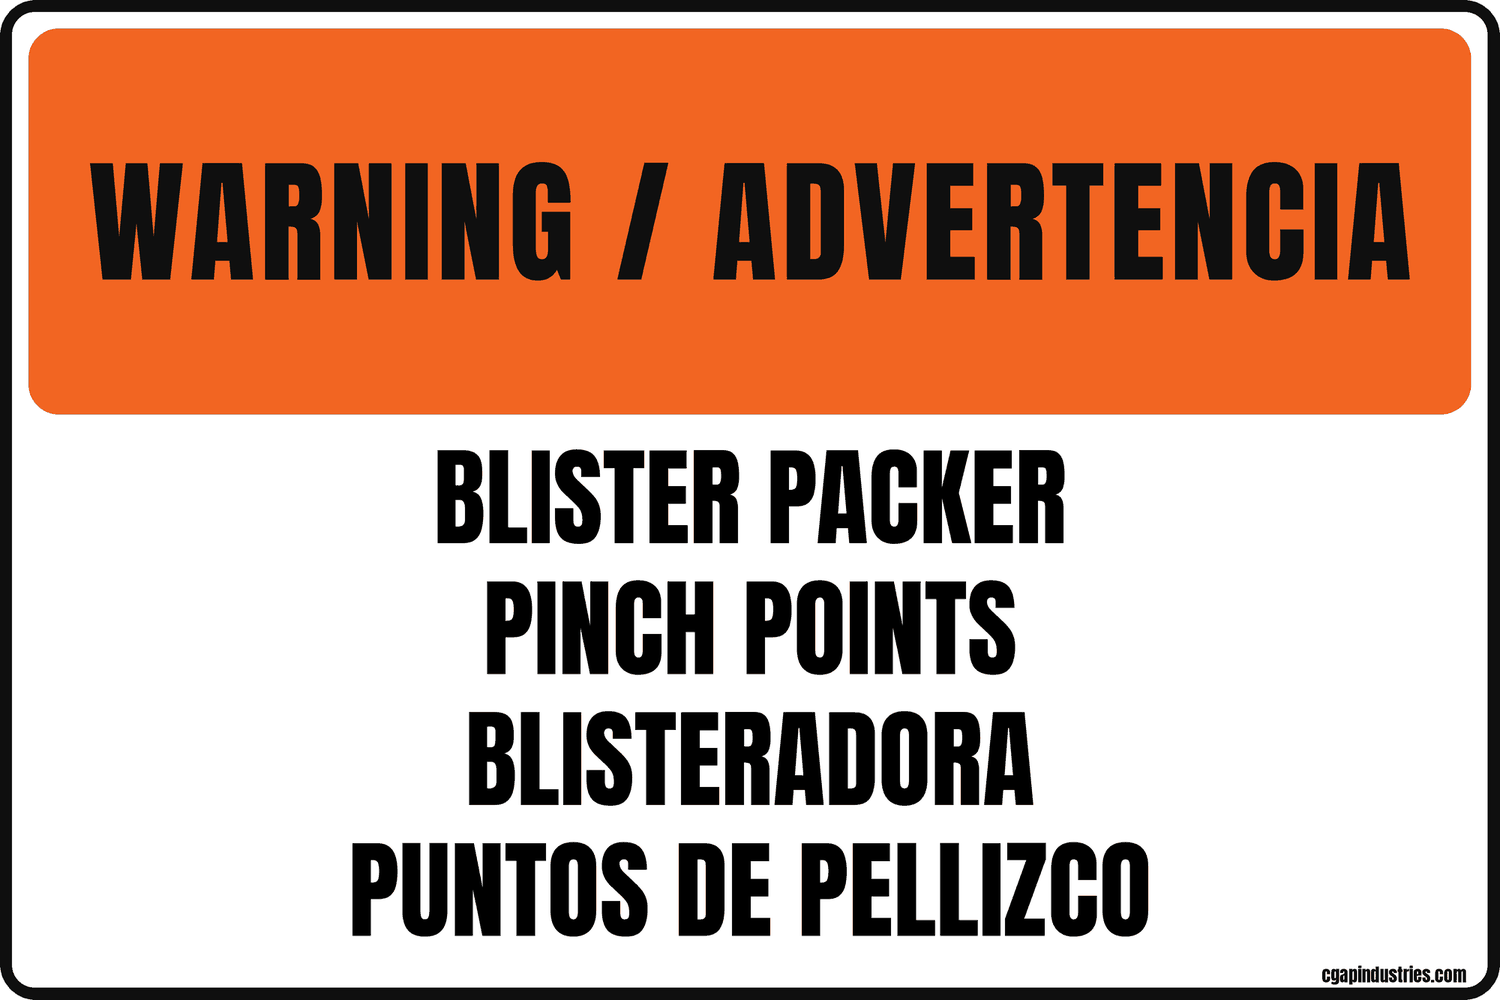 WARNING / ADVERTENCIA
BLISTER PACKER
PINCH POINTS
BLISTERADORA
PUNTOS DE PELLIZCO
cgapindustries.com